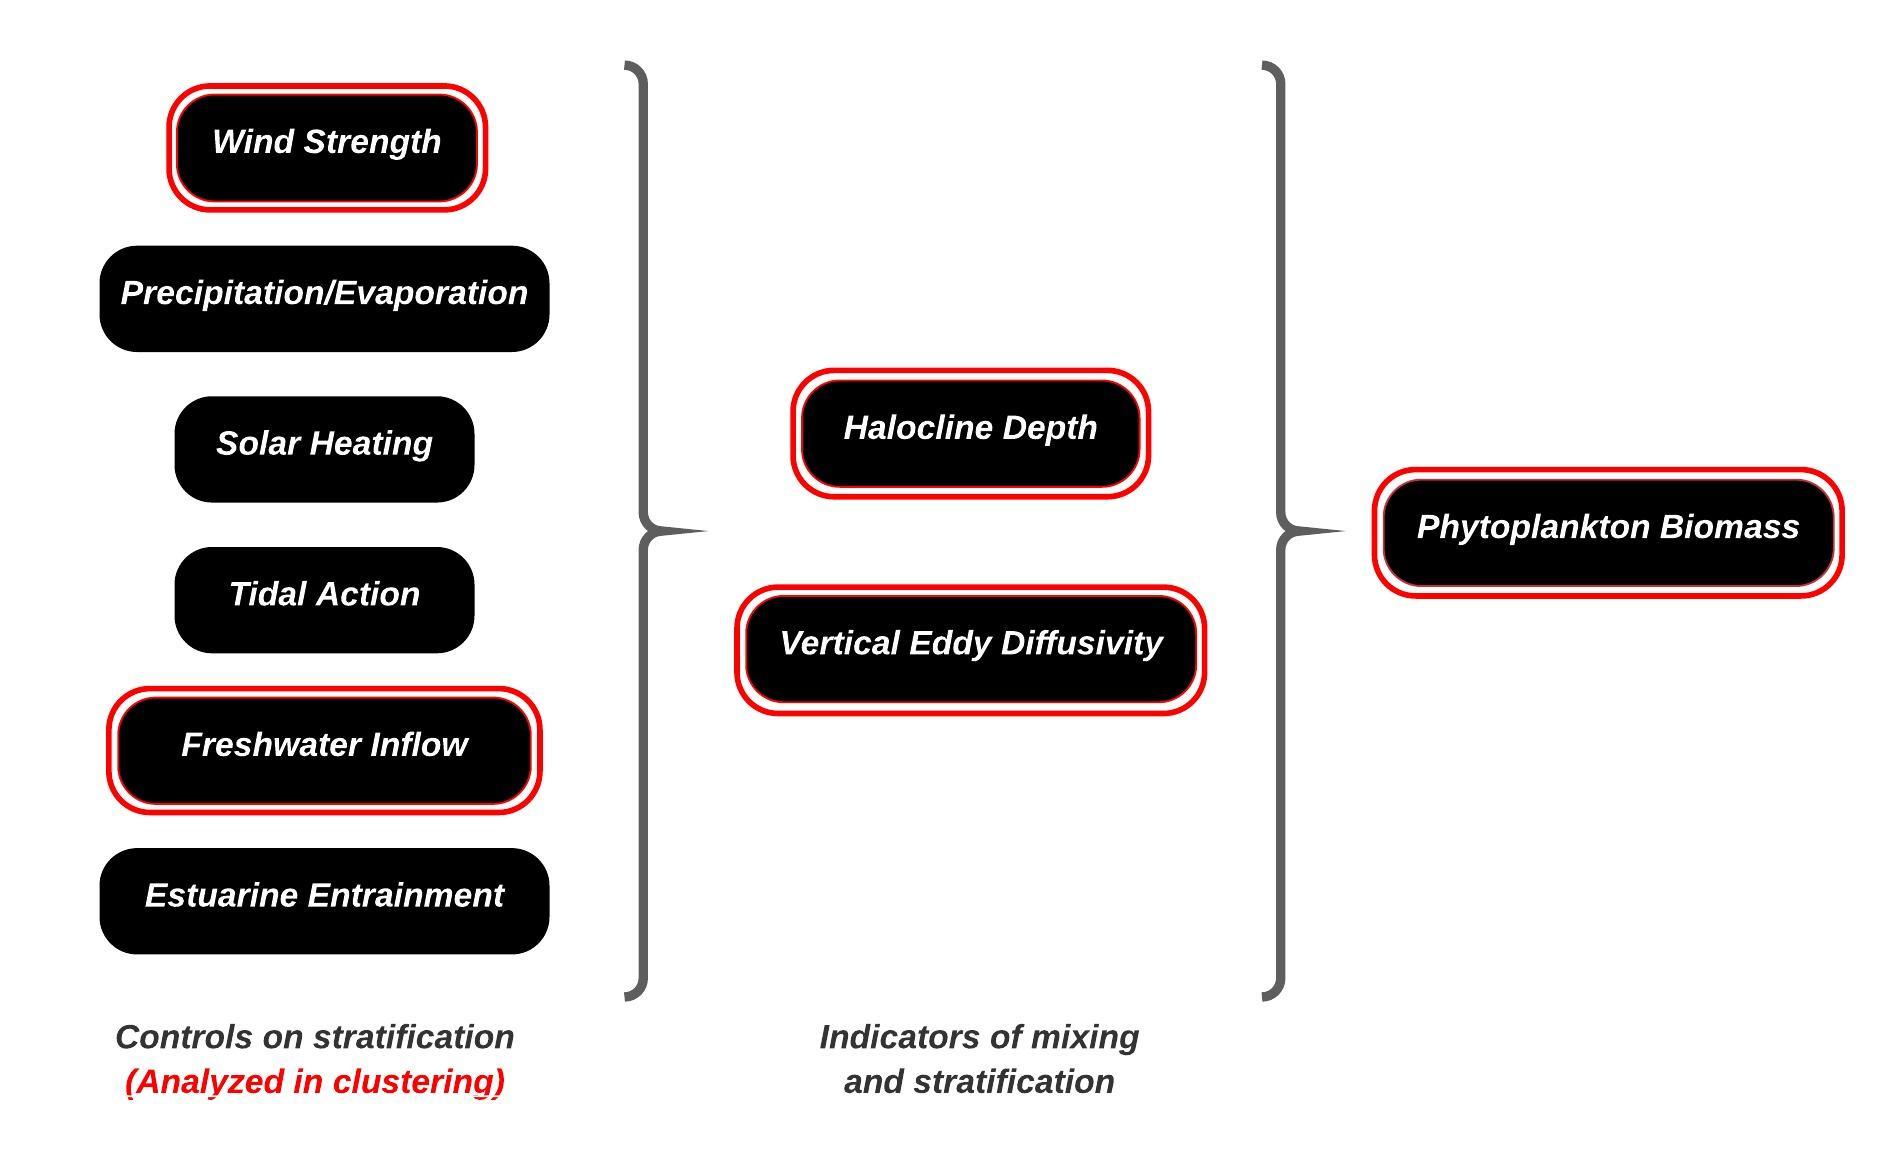 Wind Strength
Precipitation/Evaporation
Solar Heating
Tidal Action
Freshwater Inflow
Estuarine Entrainment
Controls on stratification
(Analyzed in clustering)
Halocline Depth
Vertical Eddy Diffusivity
Indicators of mixing
and stratification
Phytoplankton Biomass